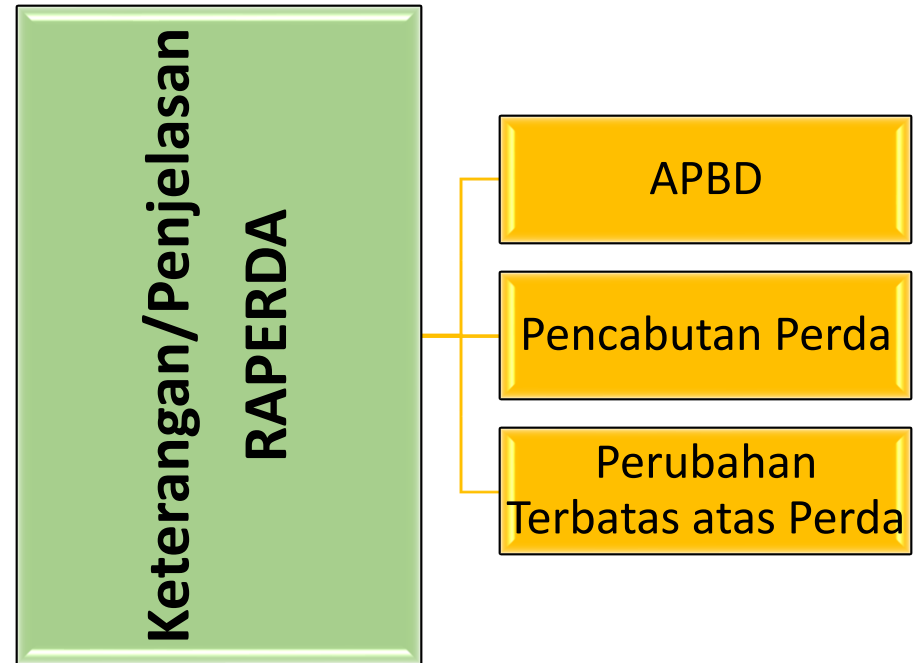 Keterangan/Penjelasan
RAPERDA
APBD
Pencabutan Perda
Perubahan
Terbatas atas Perda